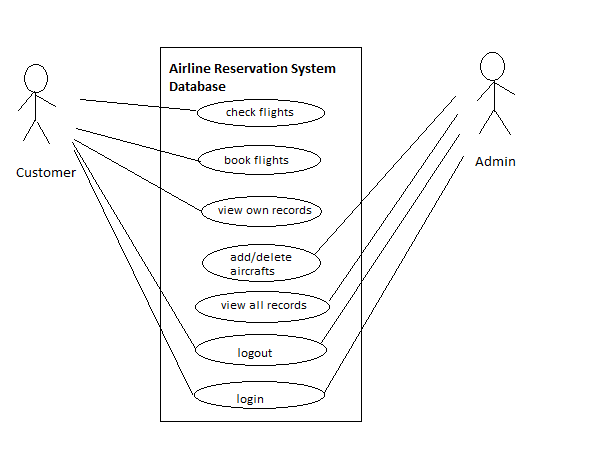 Airline Reservation System
Database
check flights
book flights
Customer
Admin
view own records
add/delete
aircrafts
view all records
logout
login